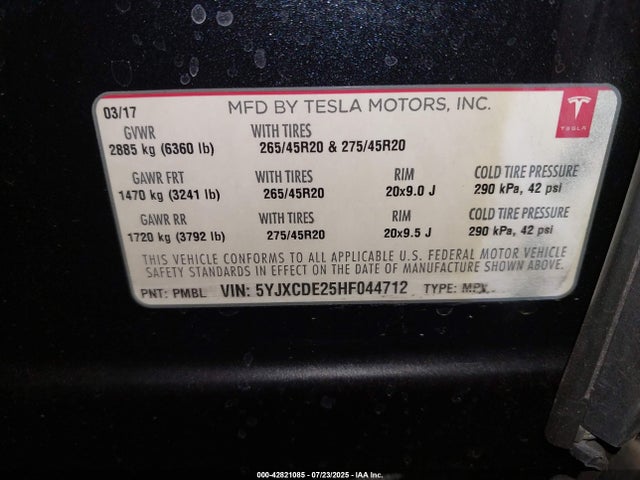 03/17 MFD BY TESLA MOTORS, INC.
TESLA
GVWR WITH TIRES
2885 kg (6360 lb) 265/45R20 & 275/45R20
GAWR FRT WITH TIRES RIM COLD TIRE PRESSURE
1470 kg (3241 lb) 265/45R20 20x9.0 J 290 kPa, 42 psi
GAWR RR WITH TIRES RIM COLD TIRE PRESSURE
1720 kg (3792 lb) 275/45R20 20x9.5 J 290 kPa, 42 psi
THIS VEHICLE CONFORMS TO ALL APPLICABLE U.S. FEDERAL MOTOR VEHICLE
SAFETY STANDARDS IN EFFECT ON THE DATE OF MANUFACTURE SHOWN ABOVE
PNT: PMBL VIN: 5YJXCDE25HF044712 TYPE: MPV
000-42821085 - 07/23/2025 - IAA Inc.